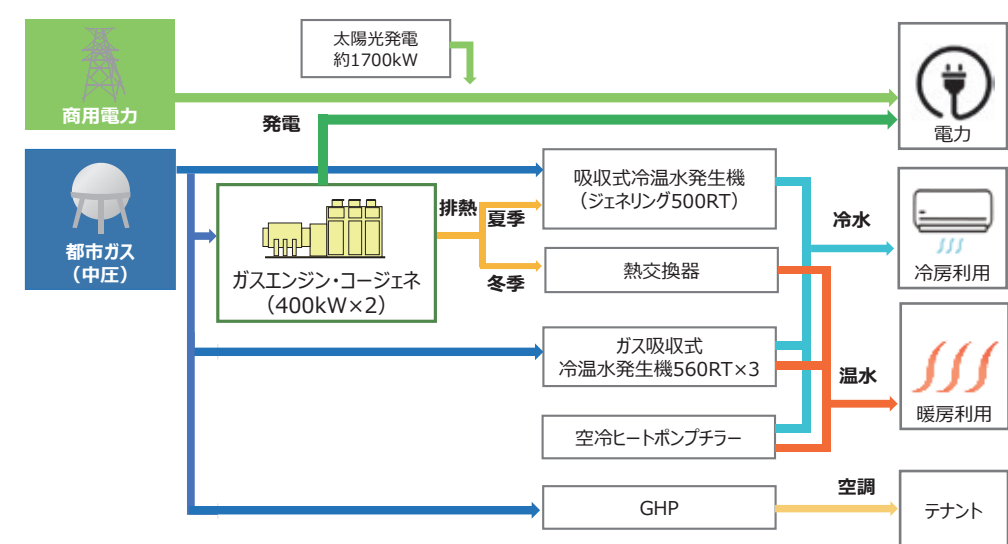 太陽光発電
約1700kW
商用電力
電力
発電
都市ガス
（中圧）
ガスエンジン・コージェネ
（400kW×2）
排熱
夏季
冬季
吸収式冷温水発生機
（ジェネリング500RT）
熱交換器
ガス吸収式
冷温水発生機560RT×3
空冷ヒートポンプチラー
GHP
冷水
冷房利用
温水
暖房利用
空調
テナント